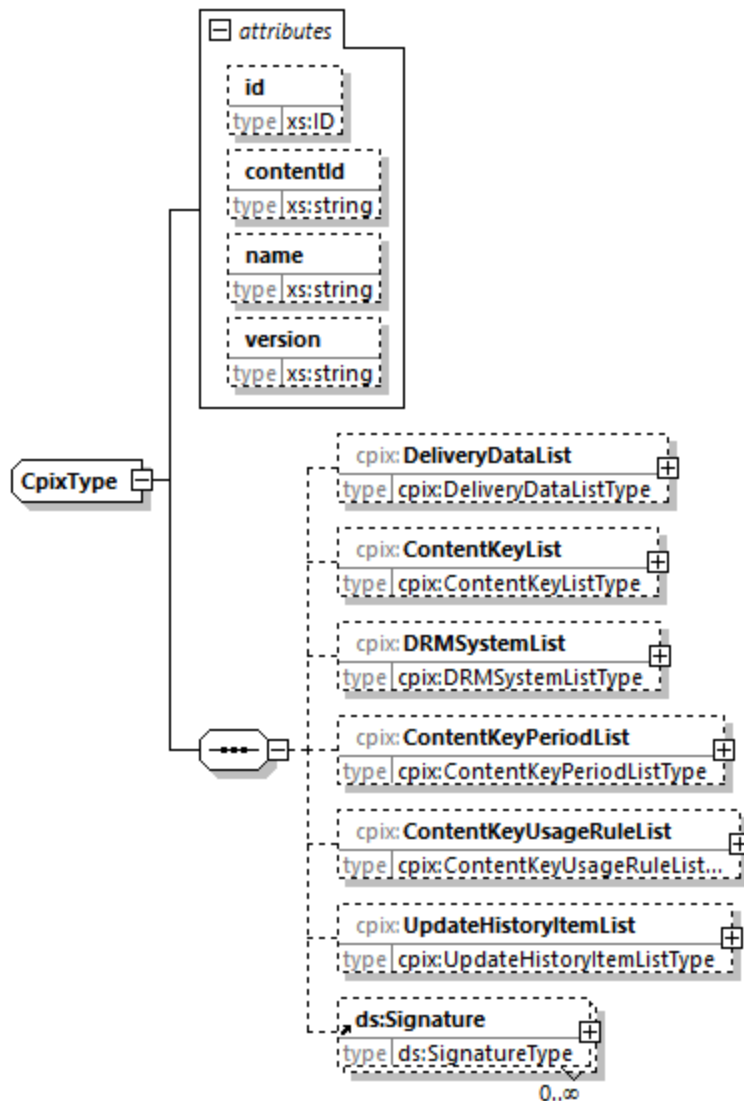 attributes
id
type xs:ID
contentId
type xs:string
name
type xs:string
version
type xs:string
CpixType
cpix: DeliveryDataList
type cpix:DeliveryDataListType
cpix: ContentKeyList
type cpix:ContentKeyListType
cpix: DRMSystemList
type cpix:DRMSystemListType
cpix: ContentKeyPeriodList
type cpix:ContentKeyPeriodListType
cpix: ContentKeyUsageRuleList
type cpix:ContentKeyUsageRuleList...
cpix: UpdateHistoryItemList
type cpix:UpdateHistoryItemListType
ds:Signature
type ds:SignatureType
0..∞